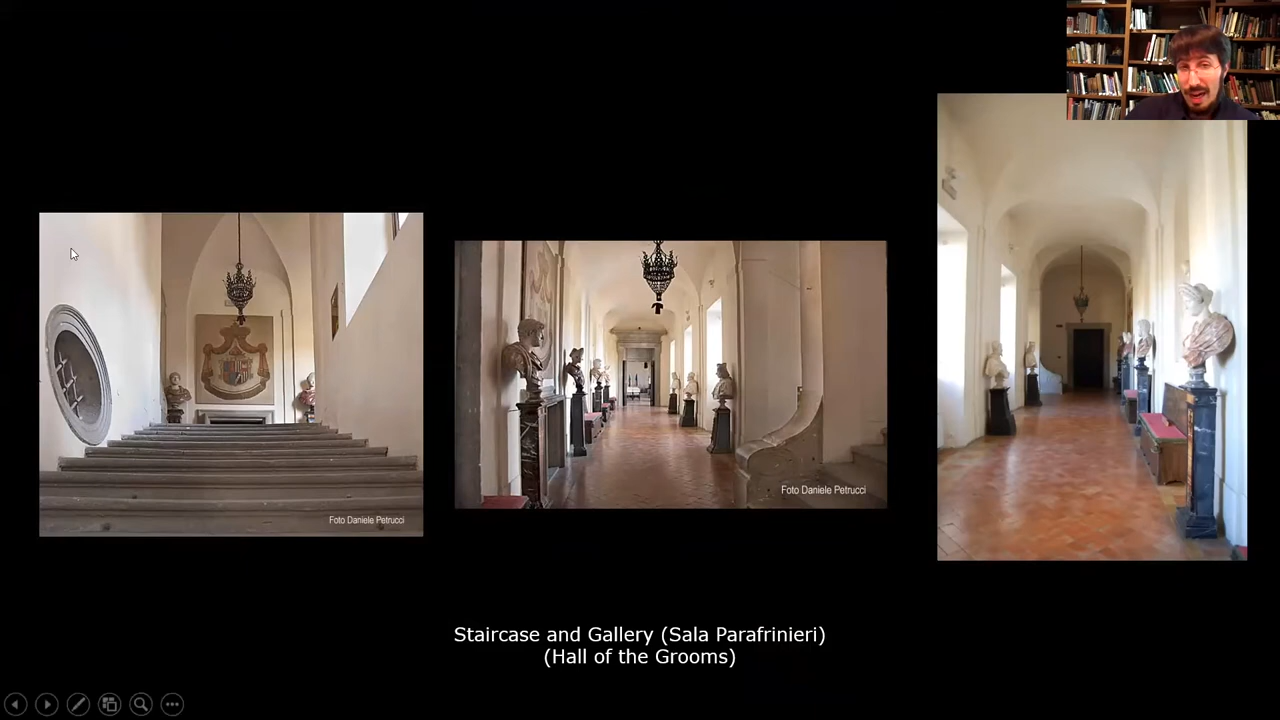 Foto Daniele Petrucci
Foto Daniele Petrucci
Staircase and Gallery (Sala Parafrinieri)
(Hall of the Grooms)